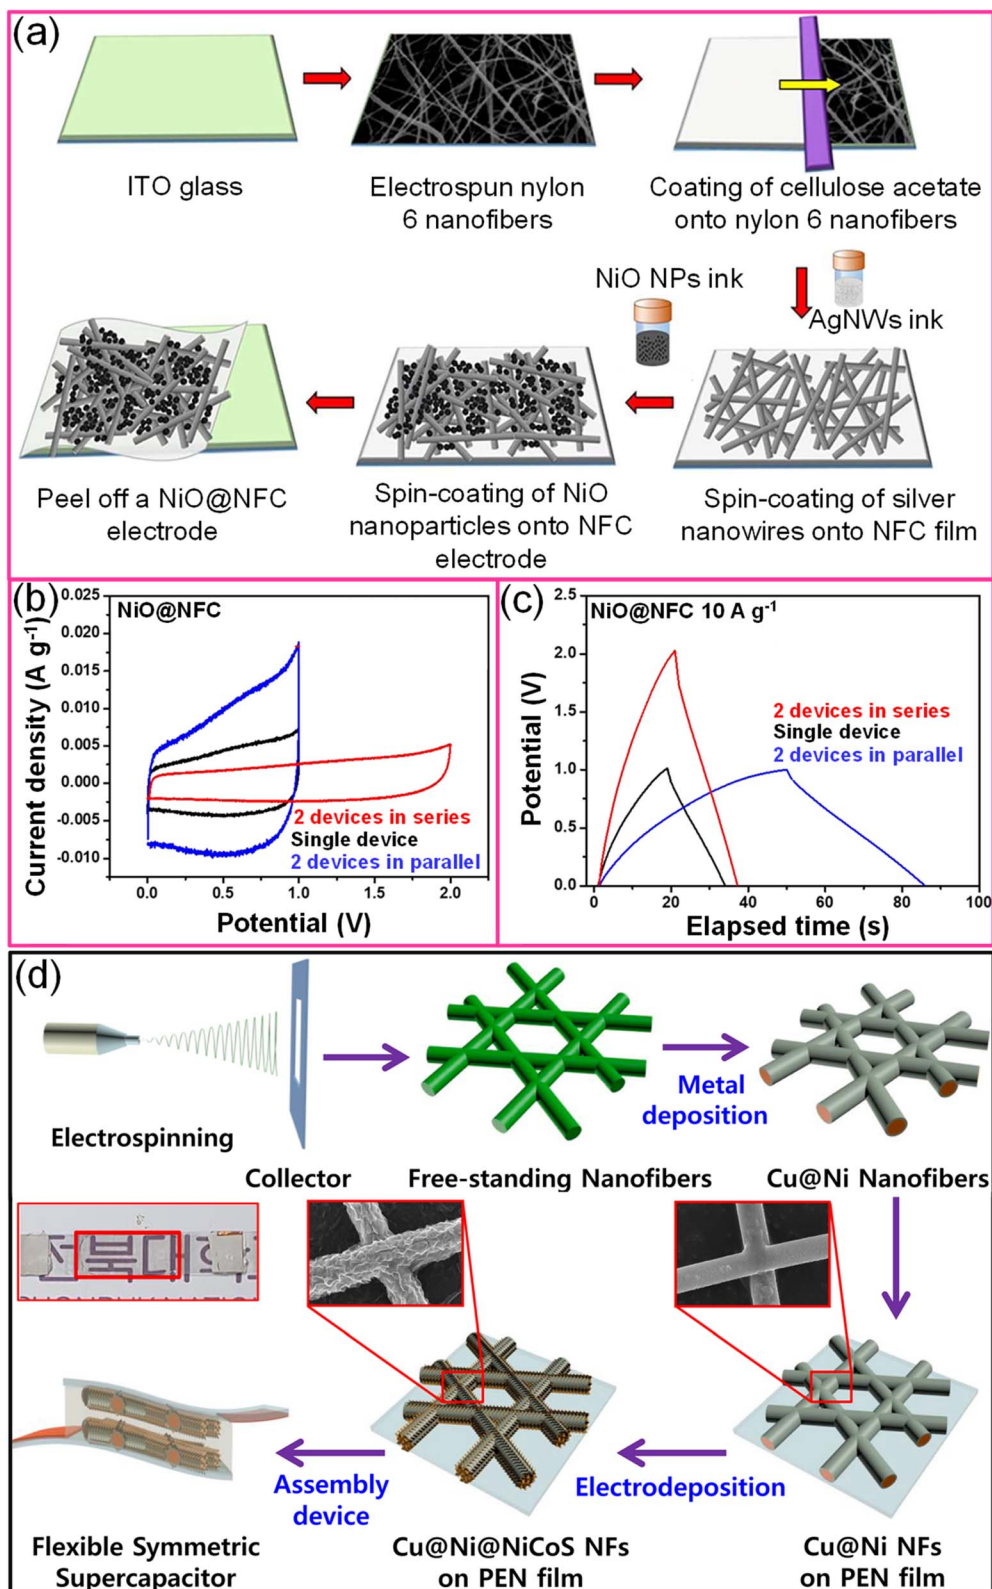 (a)
ITO glass
Electrospun nylon
6 nanofibers
Coating of cellulose acetate
onto nylon 6 nanofibers
NiO NPs ink
AgNWs ink
Peel off a NiO@NFC
electrode
Spin-coating of NiO
nanoparticles onto NFC
electrode
Spin-coating of silver
nanowires onto NFC film
(b)
NiO@NFC
Current density (A g⁻¹)
0.025
0.020
0.015
0.010
0.005
0.000
-0.005
-0.010
2 devices in series
Single device
2 devices in parallel
0.0 0.5 1.0 1.5 2.0
Potential (V)
(c)
NiO@NFC 10 A g⁻¹
Potential (V)
2.5
2.0
1.5
1.0
0.5
0.0
2 devices in series
Single device
2 devices in parallel
0 20 40 60 80 100
Elapsed time (s)
(d)
Electrospinning
Collector
Free-standing Nanofibers
Metal
deposition
Cu@Ni Nanofibers
전북대학
Flexible Symmetric
Supercapacitor
Assembly
device
Cu@Ni@NiCoS NFs
on PEN film
Electrodeposition
Cu@Ni NFs
on PEN film